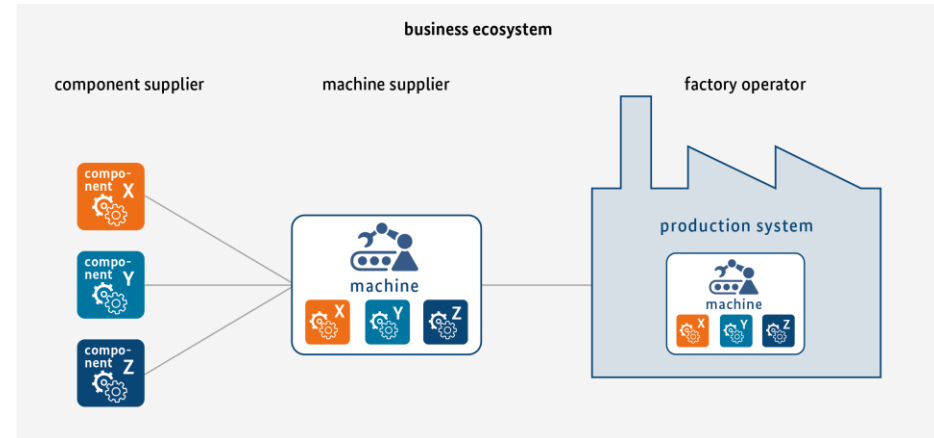 business ecosystem
component supplier
machine supplier
factory operator
compo-
nent X
compo-
nent Y
compo-
nent Z
machine
X Y Z
production system
machine
X Y Z